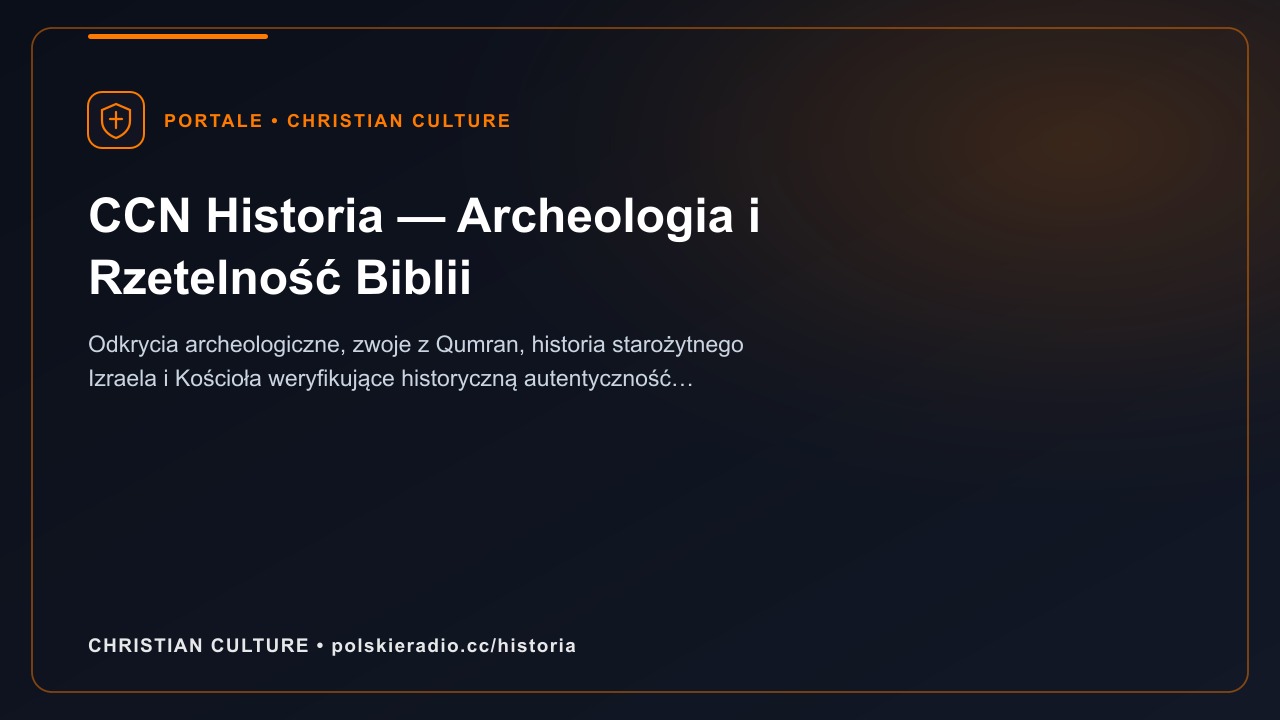 PORTALE • CHRISTIAN CULTURE
CCN Historia — Archeologia i
Rzetelność Biblii
Odkrycia archeologiczne, zwoje z Qumran, historia starożytnego
Izraela i Kościoła weryfikujące historyczną autentyczność…
CHRISTIAN CULTURE • polskieradio.cc/historia